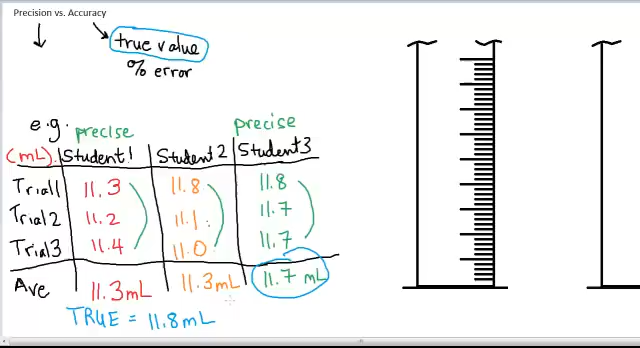 Precision vs. Accuracy
true value
% error
e.g. precise precise
(mL) Student 1 Student 2 Student 3
Trial 1 11.3 11.8 11.8
Trial 2 11.2 11.1 11.7
Trial 3 11.4 11.0 11.7
Ave 11.3 mL 11.3 mL 11.7 mL
TRUE = 11.8 mL